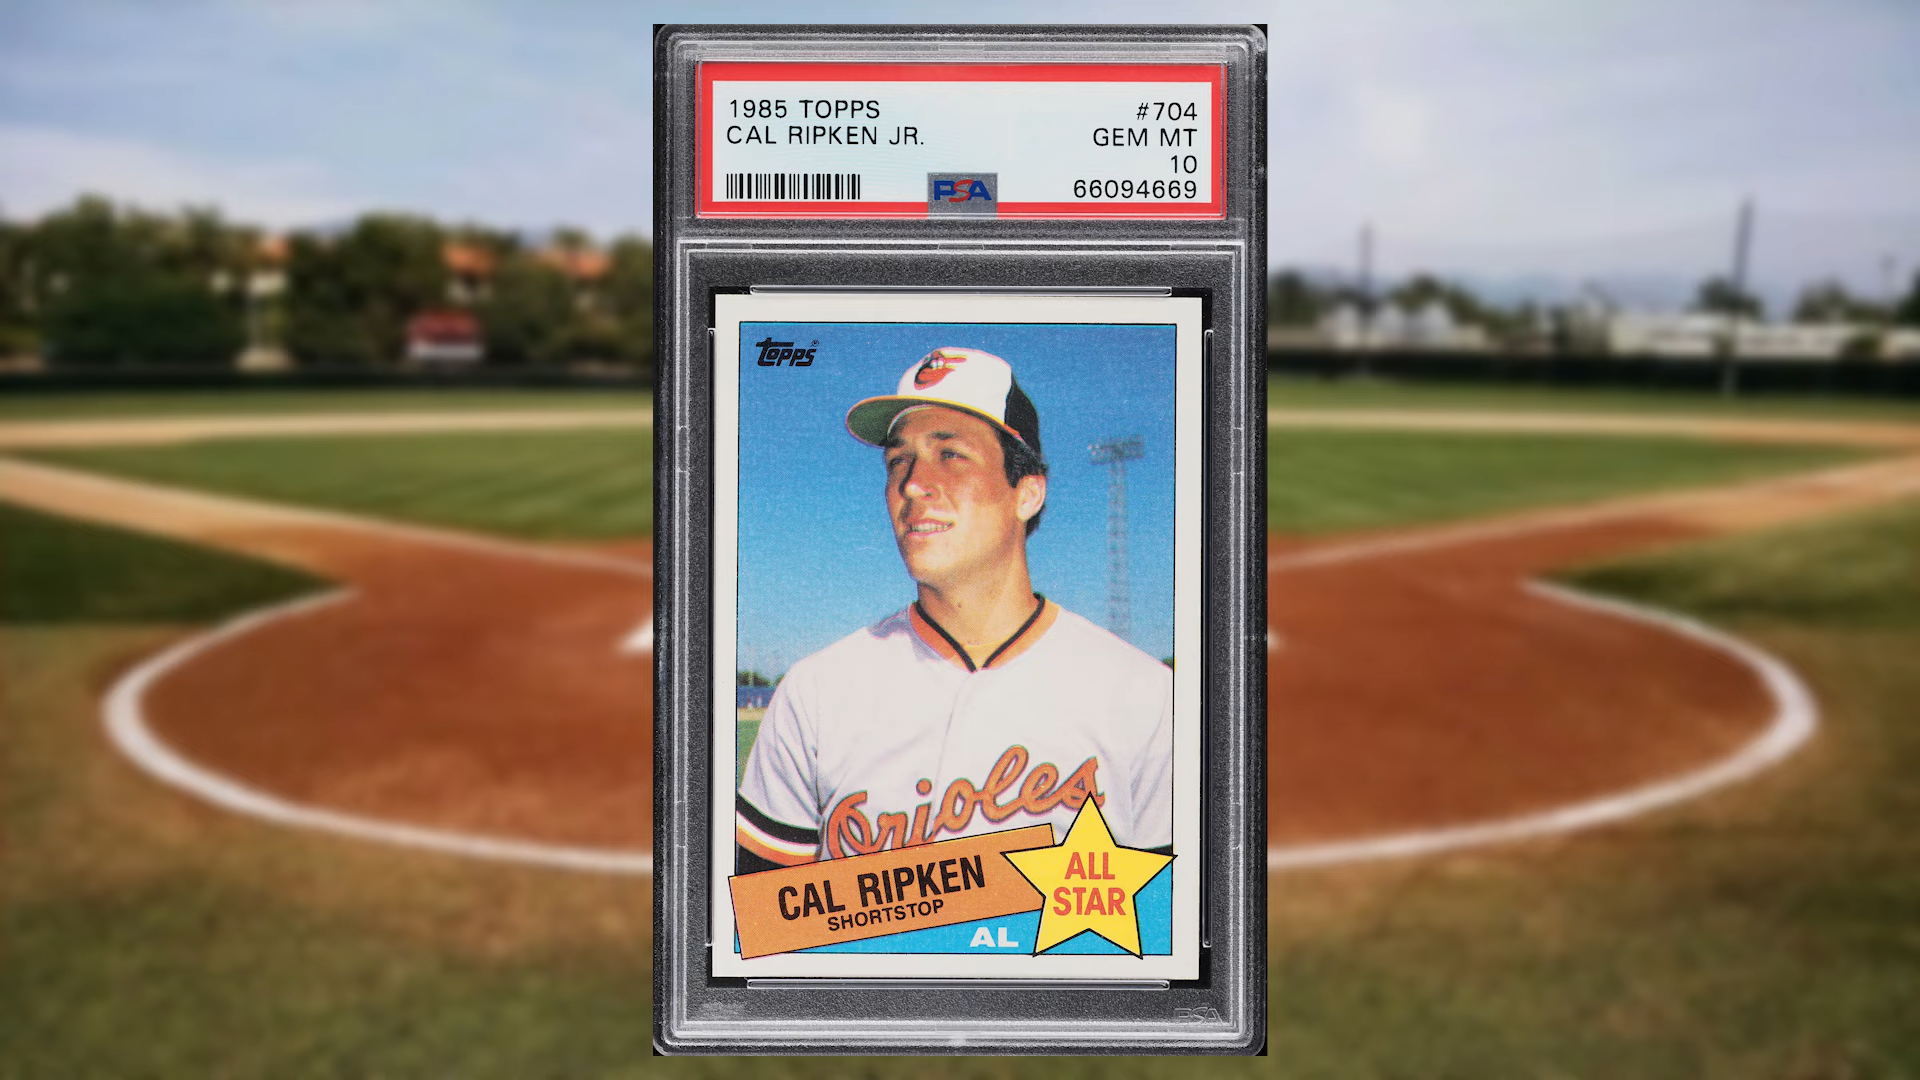 1985 TOPPS #704
CAL RIPKEN JR. GEM MT
10
PSA 66094669
Topps
Orioles
CAL RIPKEN
SHORTSTOP
ALL
STAR
AL
PSA